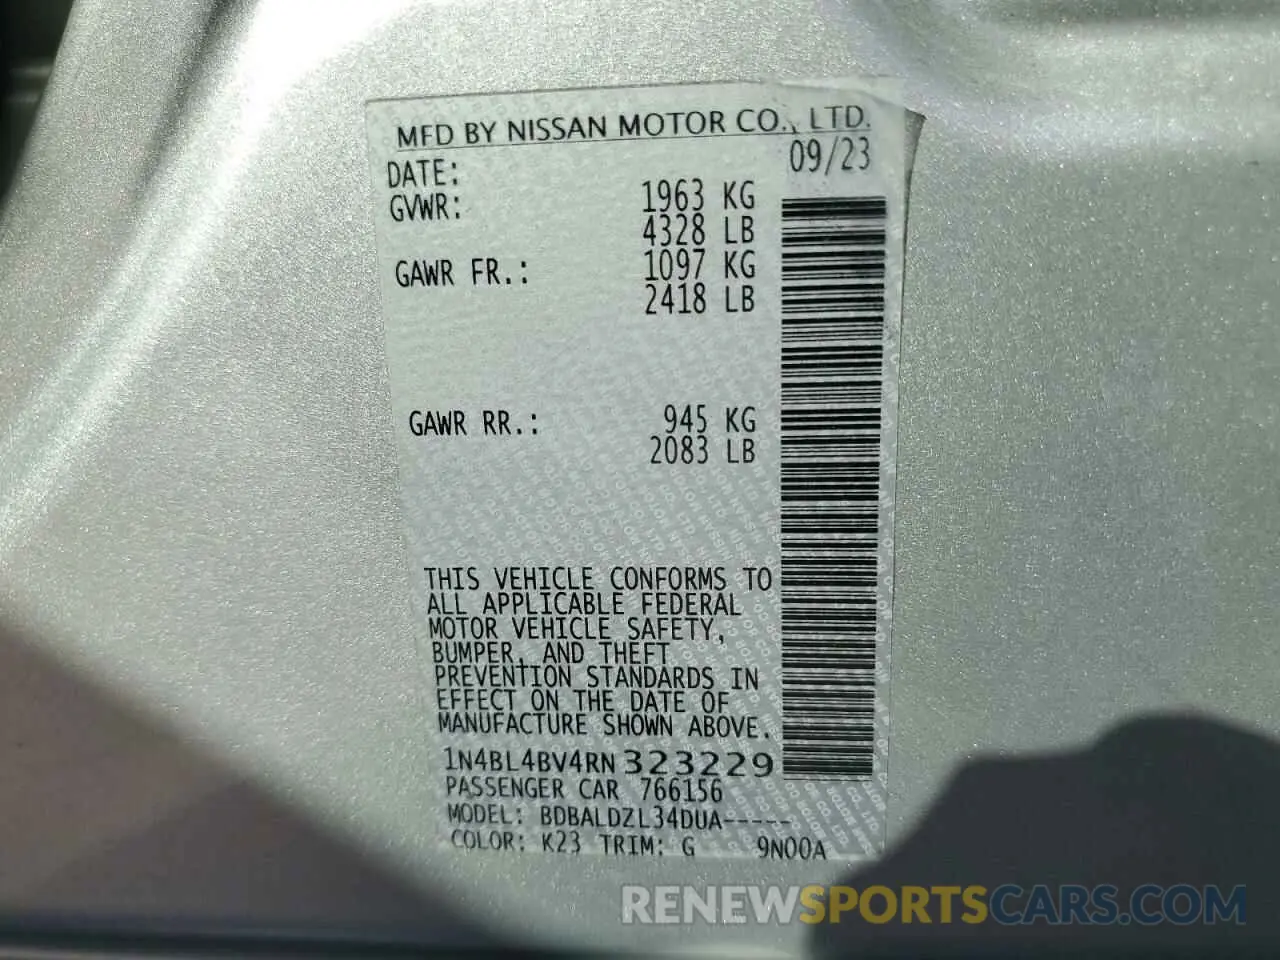 MFD BY NISSAN MOTOR CO., LTD.
DATE: 09/23
GVWR: 1963 KG
4328 LB
GAWR FR.: 1097 KG
2418 LB
GAWR RR.: 945 KG
2083 LB
THIS VEHICLE CONFORMS TO
ALL APPLICABLE FEDERAL
MOTOR VEHICLE SAFETY,
BUMPER, AND THEFT
PREVENTION STANDARDS IN
EFFECT ON THE DATE OF
MANUFACTURE SHOWN ABOVE.
1N4BL4BV4RN323229
PASSENGER CAR 766156
MODEL: BDBALDZL34DUA-----
COLOR: K23 TRIM: G 9N00A
RENEWSPORTSCARS.COM